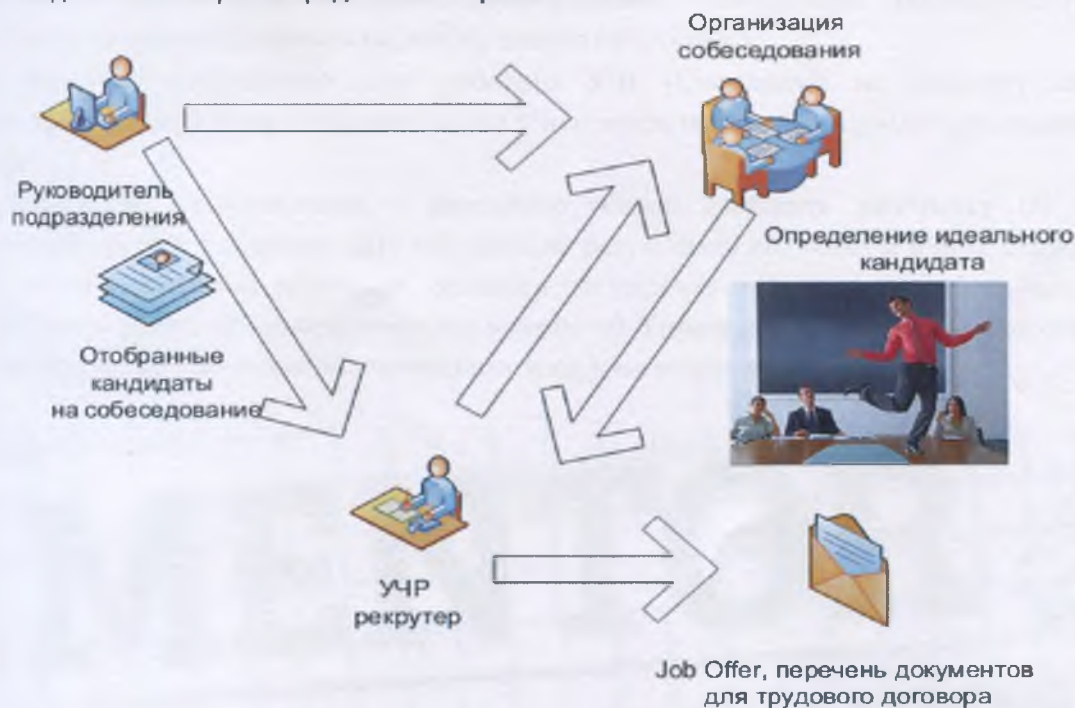 Организация
собеседования
Руководитель
подразделения
Определение идеального
кандидата
Отобранные
кандидаты
на собеседование
УЧР
рекрутер
Job Offer, перечень документов
для трудового договора